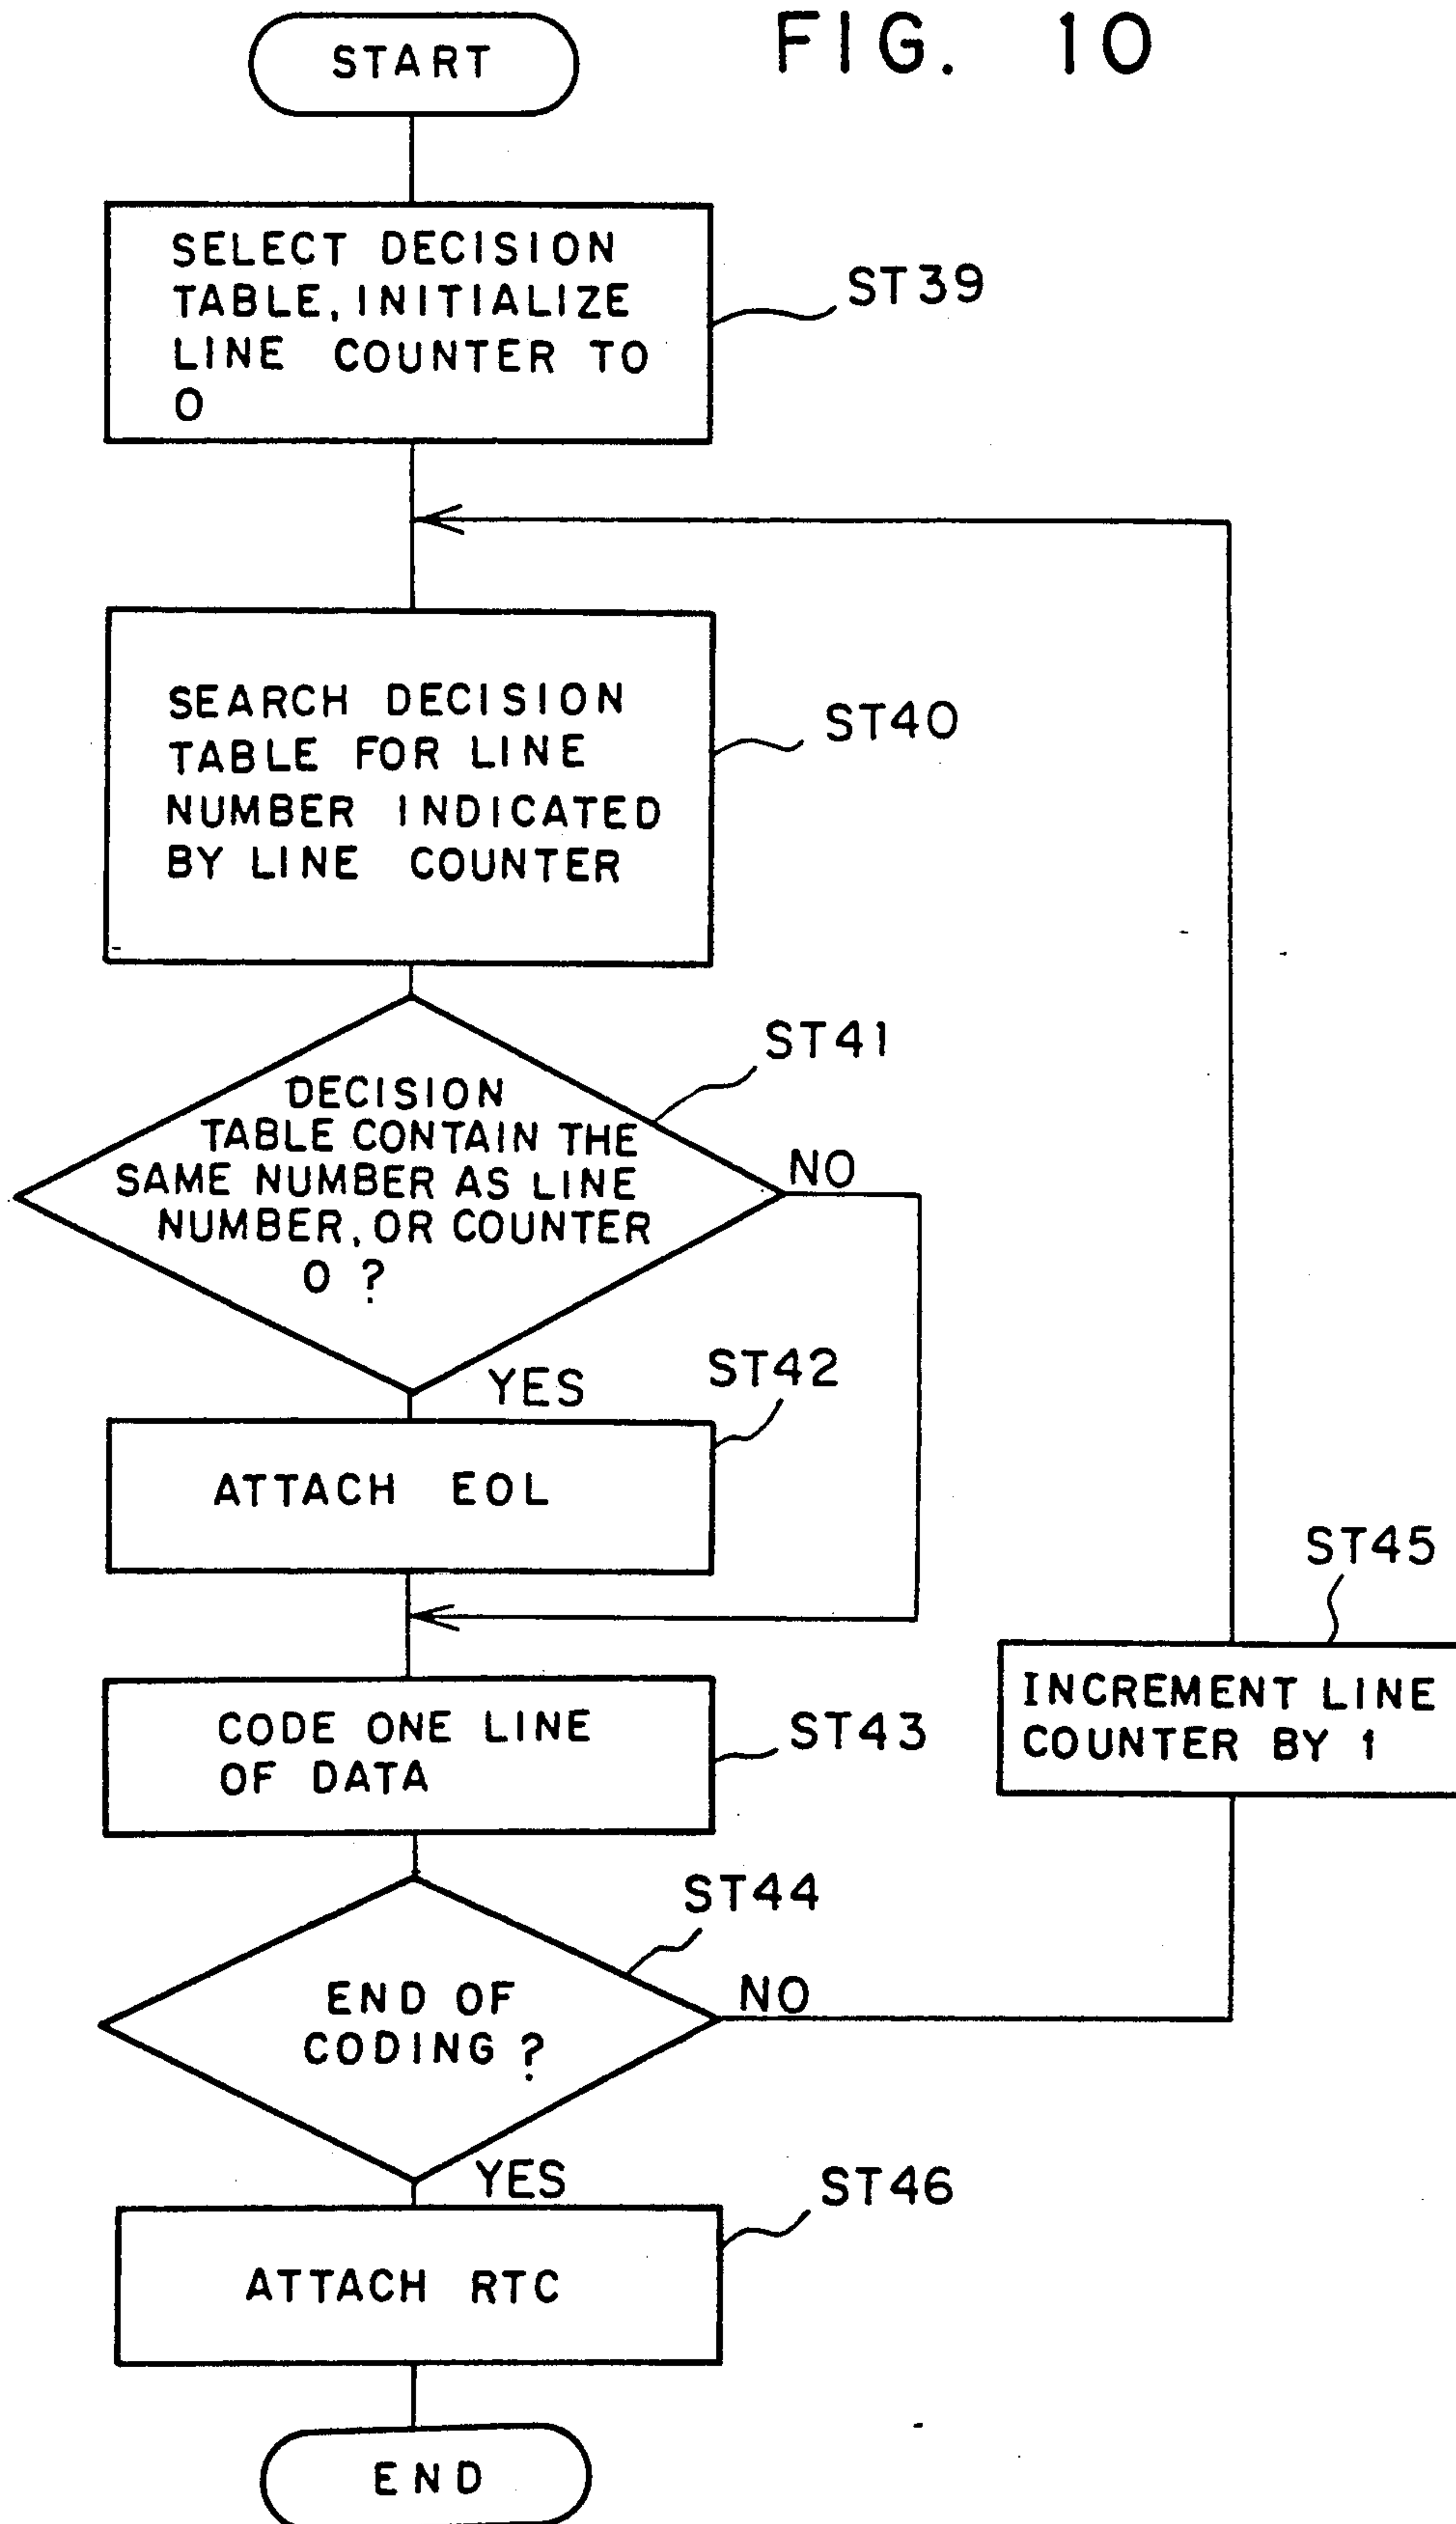 FIG. 10
START
SELECT DECISION
TABLE, INITIALIZE
LINE COUNTER TO
0
ST39
SEARCH DECISION
TABLE FOR LINE
NUMBER INDICATED
BY LINE COUNTER
ST40
DECISION
TABLE CONTAIN THE
SAME NUMBER AS LINE
NUMBER, OR COUNTER
0 ?
ST41
NO
YES
ST42
ATTACH EOL
CODE ONE LINE
OF DATA
ST43
ST45
INCREMENT LINE
COUNTER BY 1
END OF
CODING ?
ST44
NO
YES
ST46
ATTACH RTC
END